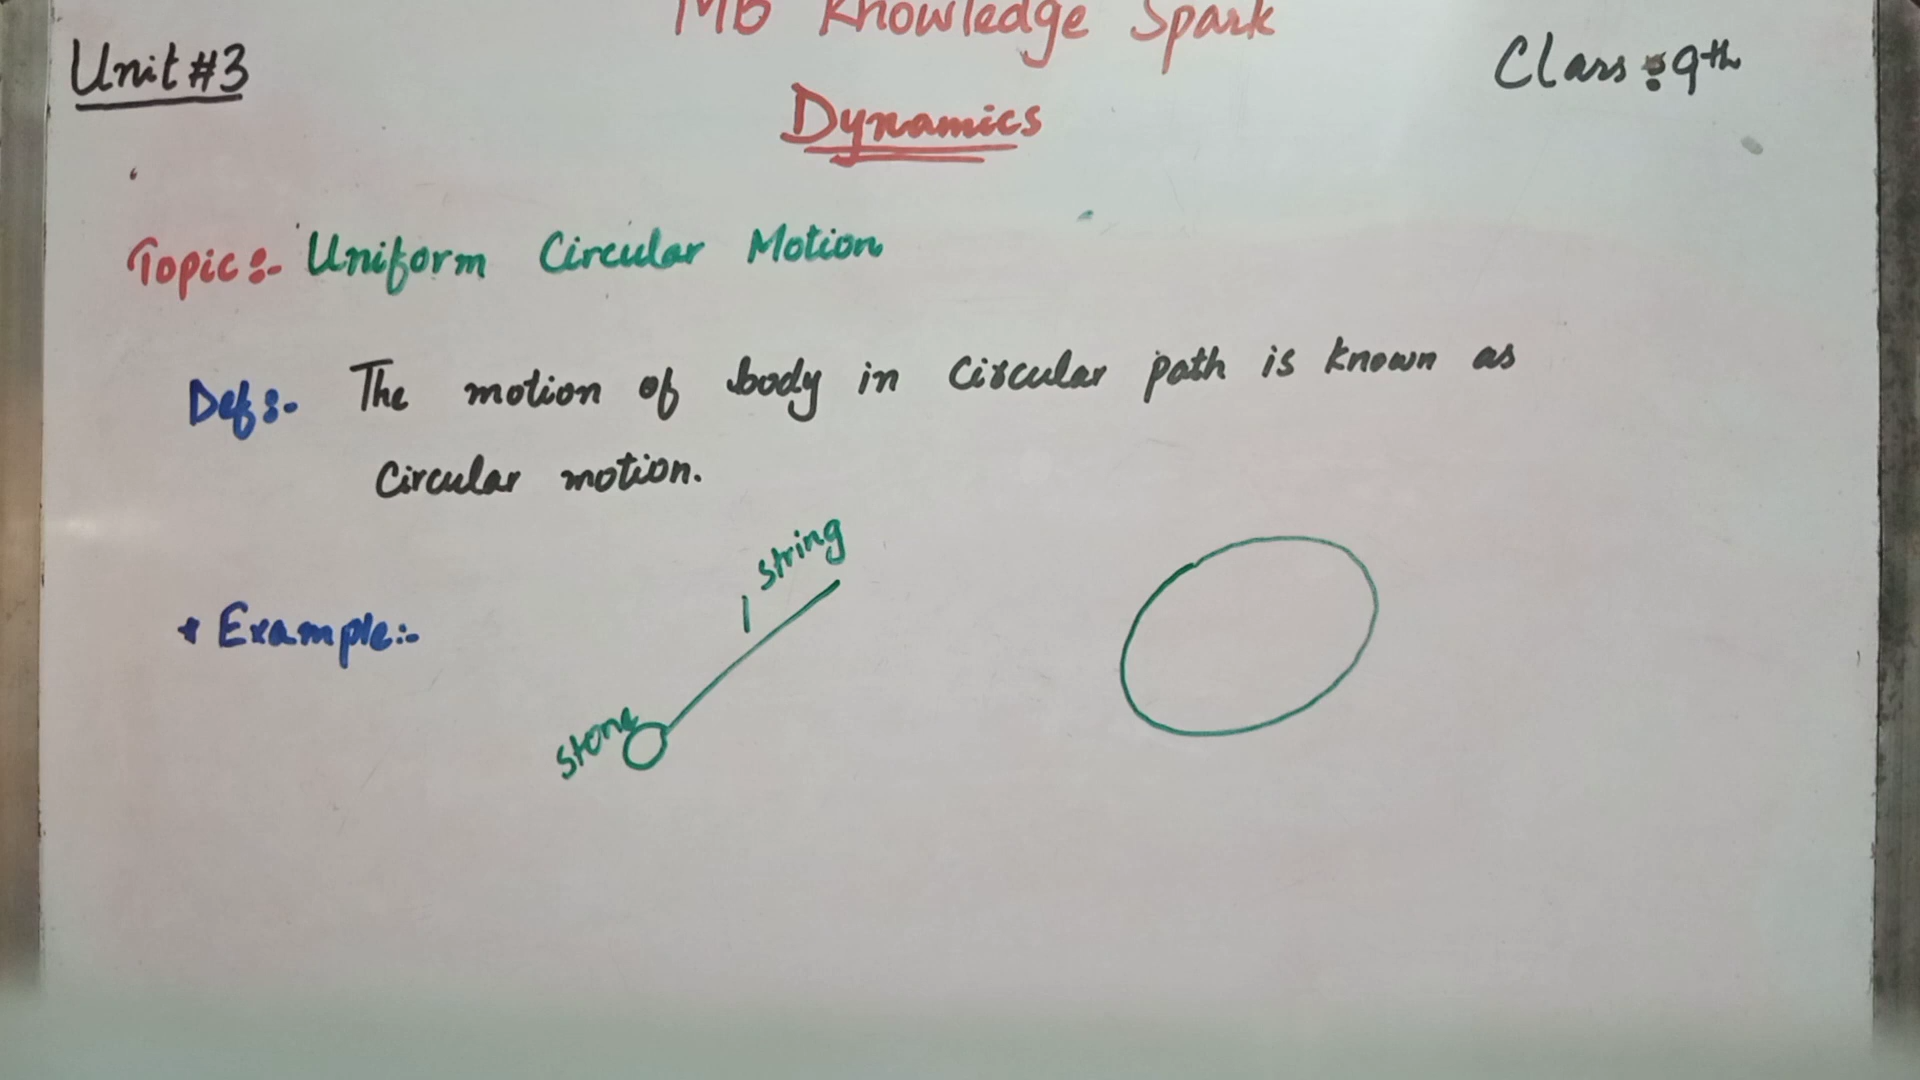 MB Knowledge Spark
Unit #3
Class : 9th
Dynamics
Topic:- Uniform Circular Motion
Def:- The motion of body in Circular path is known as
Circular motion.
string
* Example:-
stone